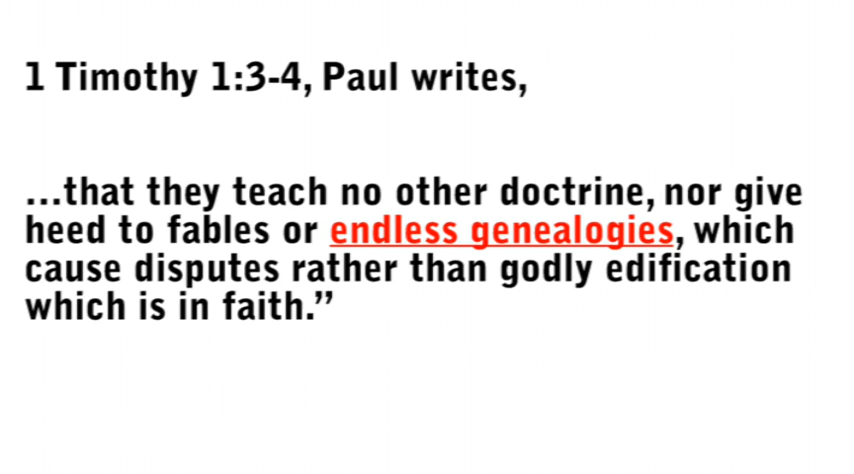 1 Timothy 1:3-4, Paul writes,
...that they teach no other doctrine, nor give
heed to fables or endless genealogies, which
cause disputes rather than godly edification
which is in faith.”